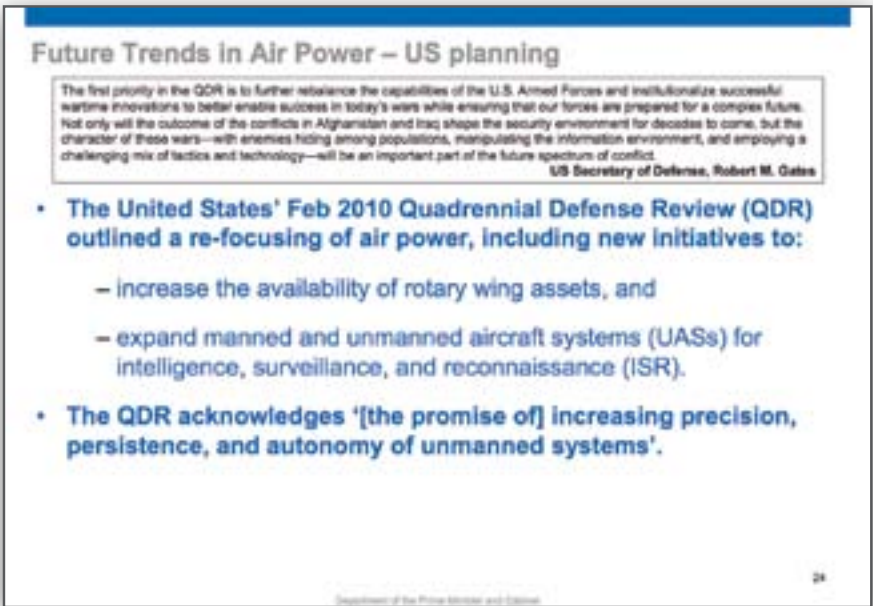 Future Trends in Air Power – US planning
The first priority in the QDR is to further rebalance the capabilities of the U.S. Armed Forces and institutionalize successful
wartime innovations to better enable success in today's wars while ensuring that our forces are prepared for a complex future.
Not only will the outcome of the conflicts in Afghanistan and Iraq shape the security environment for decades to come, but the
character of these wars—with enemies hiding among populations, manipulating the information environment, and employing a
challenging mix of tactics and technology—will be an important part of the future spectrum of conflict.
US Secretary of Defense, Robert M. Gates
• The United States' Feb 2010 Quadrennial Defense Review (QDR)
outlined a re-focusing of air power, including new initiatives to:
– increase the availability of rotary wing assets, and
– expand manned and unmanned aircraft systems (UASs) for
intelligence, surveillance, and reconnaissance (ISR).
• The QDR acknowledges '[the promise of] increasing precision,
persistence, and autonomy of unmanned systems'.
24
Department of the Prime Minister and Cabinet